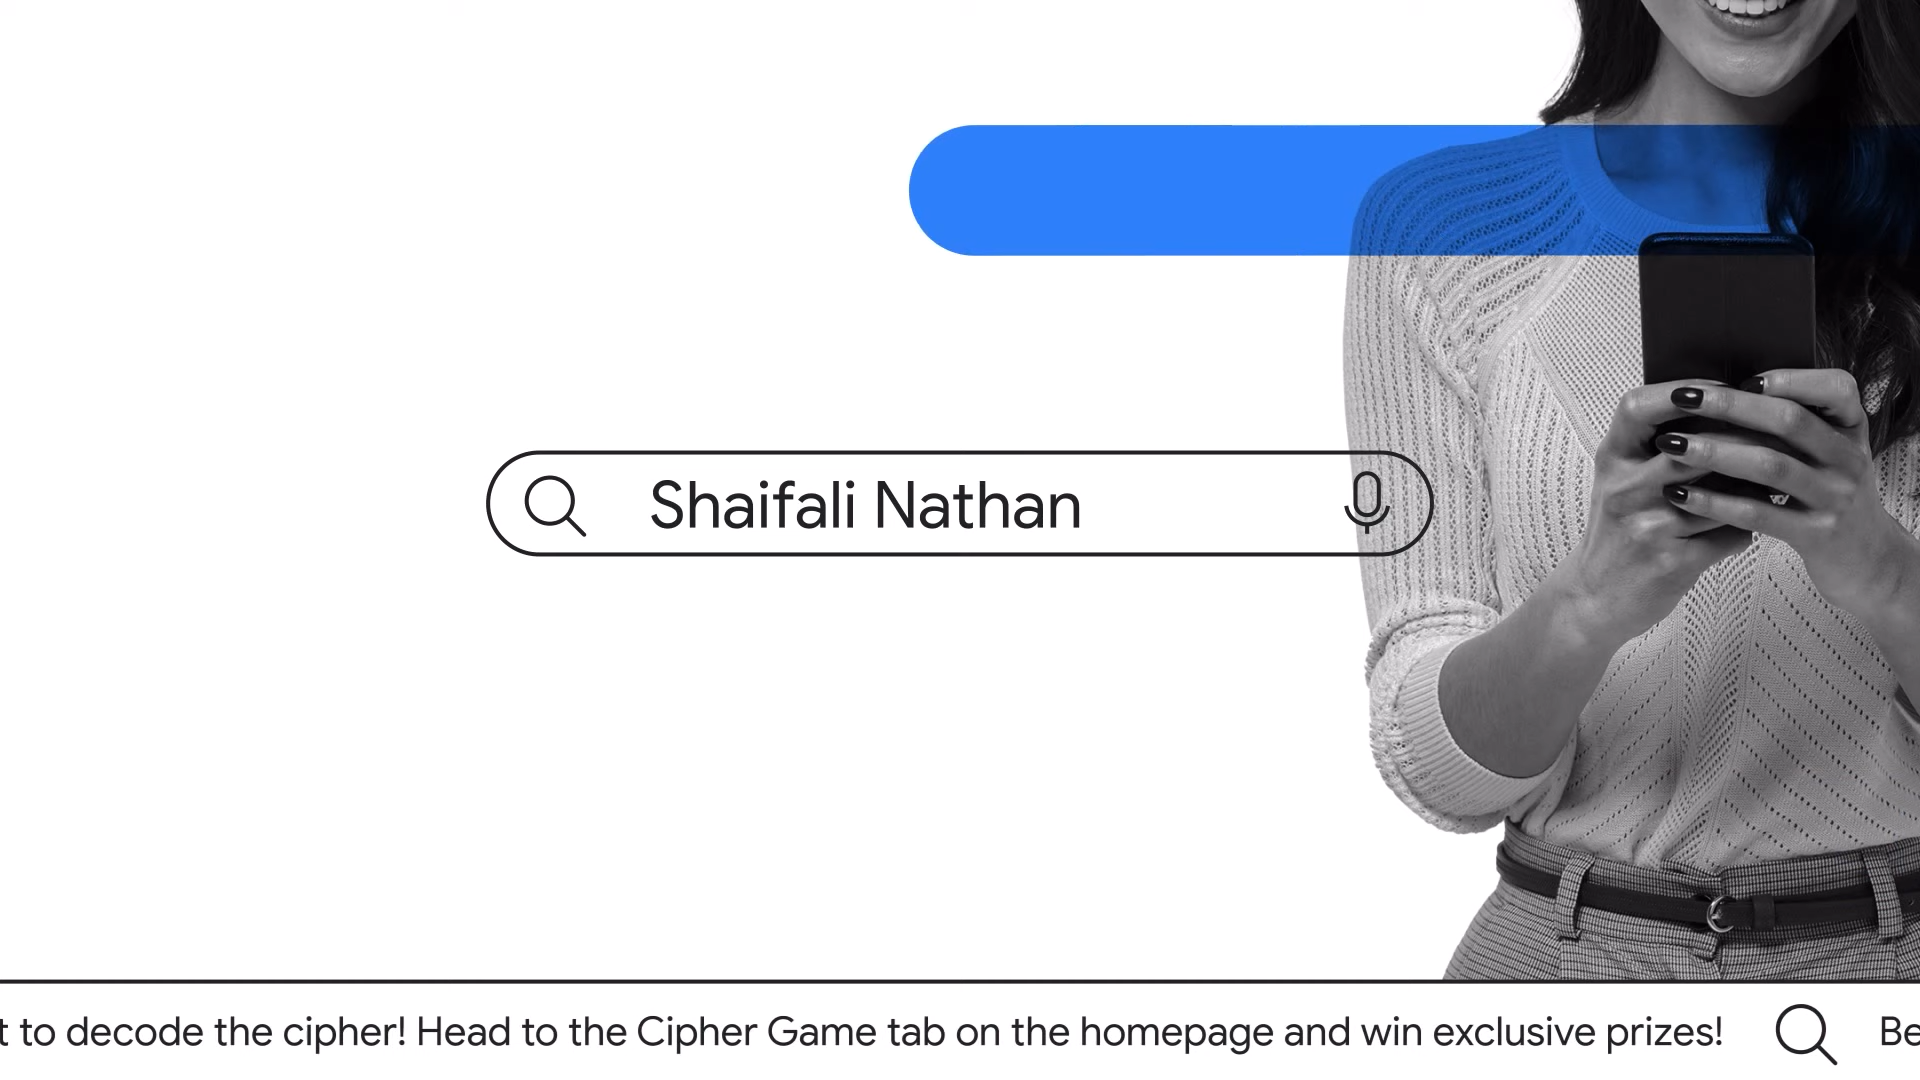 Shaifali Nathan
to decode the cipher! Head to the Cipher Game tab on the homepage and win exclusive prizes!